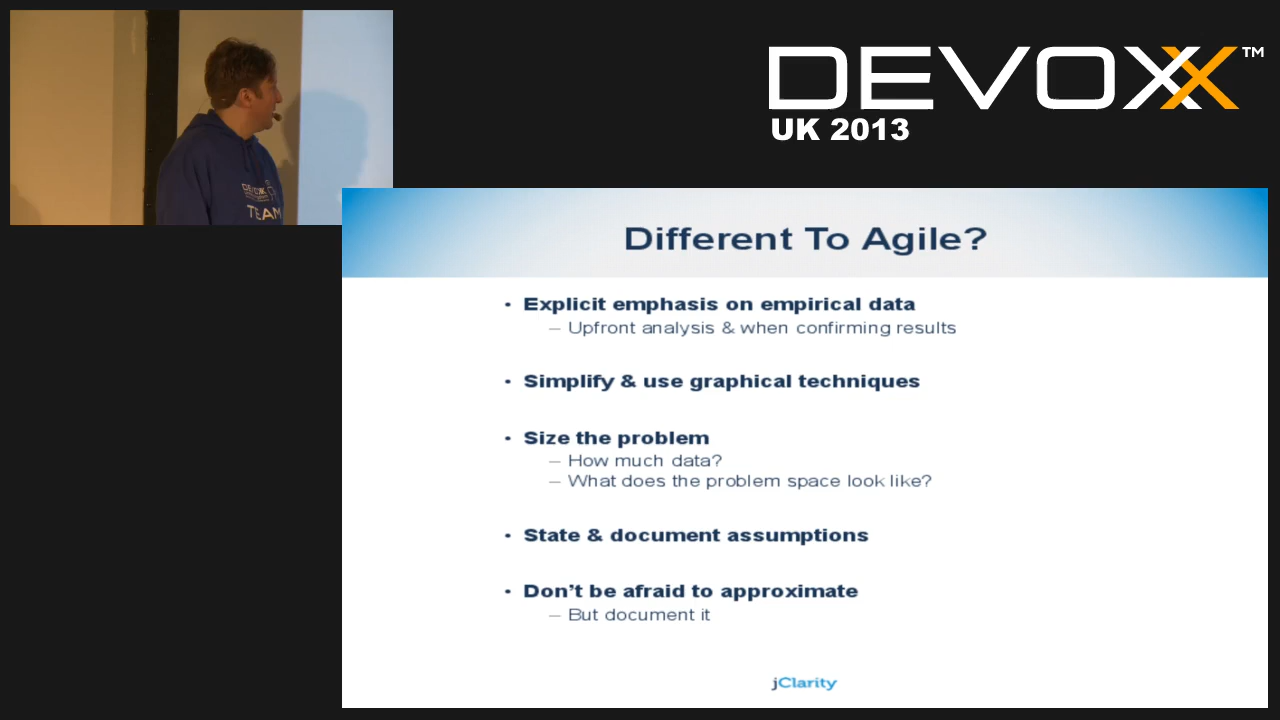 DEVOXX™
UK 2013
TEAM
Different To Agile?
• Explicit emphasis on empirical data
– Upfront analysis & when confirming results
• Simplify & use graphical techniques
• Size the problem
– How much data?
– What does the problem space look like?
• State & document assumptions
• Don't be afraid to approximate
– But document it
jClarity